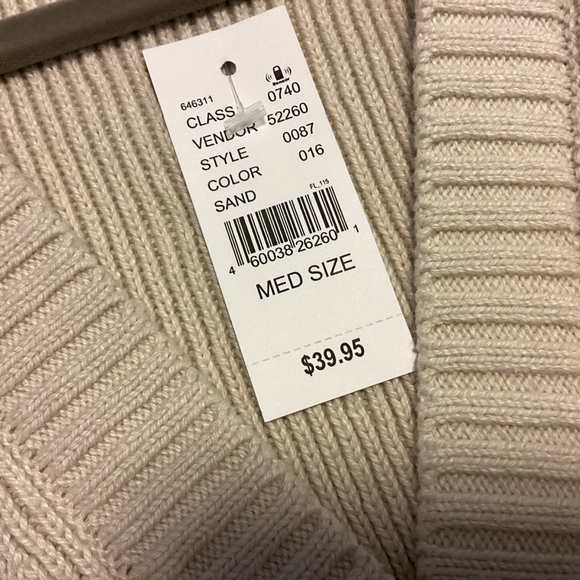 646311
CLASS 0740
VENDOR 52260
STYLE 0087
COLOR 016
SAND
FL_115
4 60038 26260 1
MED SIZE
$39.95